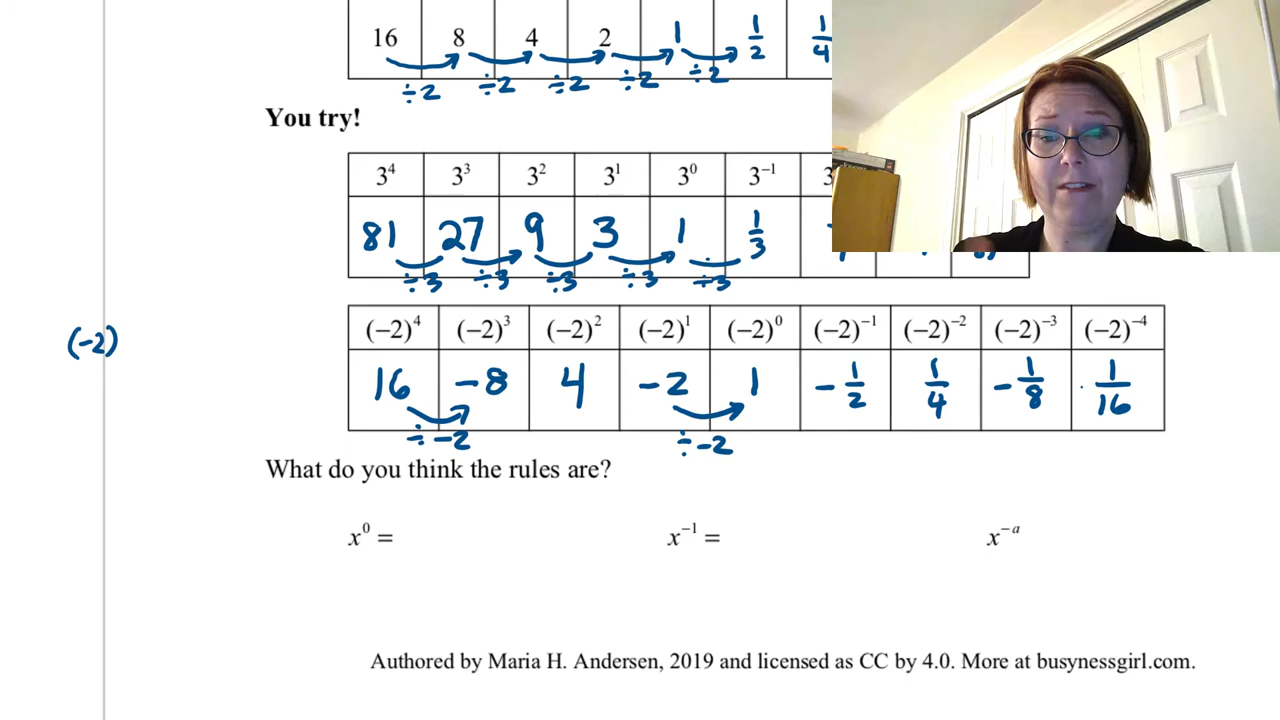 16 8 4 2 1 1/2 1/4
÷2 ÷2 ÷2 ÷2 ÷2
You try!
3⁴ 3³ 3² 3¹ 3⁰ 3⁻¹ 3
81 27 9 3 1 1/3
÷3 ÷3 ÷3 ÷3 ÷3
(-2)
(−2)⁴ (−2)³ (−2)² (−2)¹ (−2)⁰ (−2)⁻¹ (−2)⁻² (−2)⁻³ (−2)⁻⁴
16 -8 4 -2 1 -1/2 1/4 -1/8 1/16
÷ -2 ÷ -2
What do you think the rules are?
x⁰ = x⁻¹ = x⁻ᵃ
Authored by Maria H. Andersen, 2019 and licensed as CC by 4.0. More at busynessgirl.com.